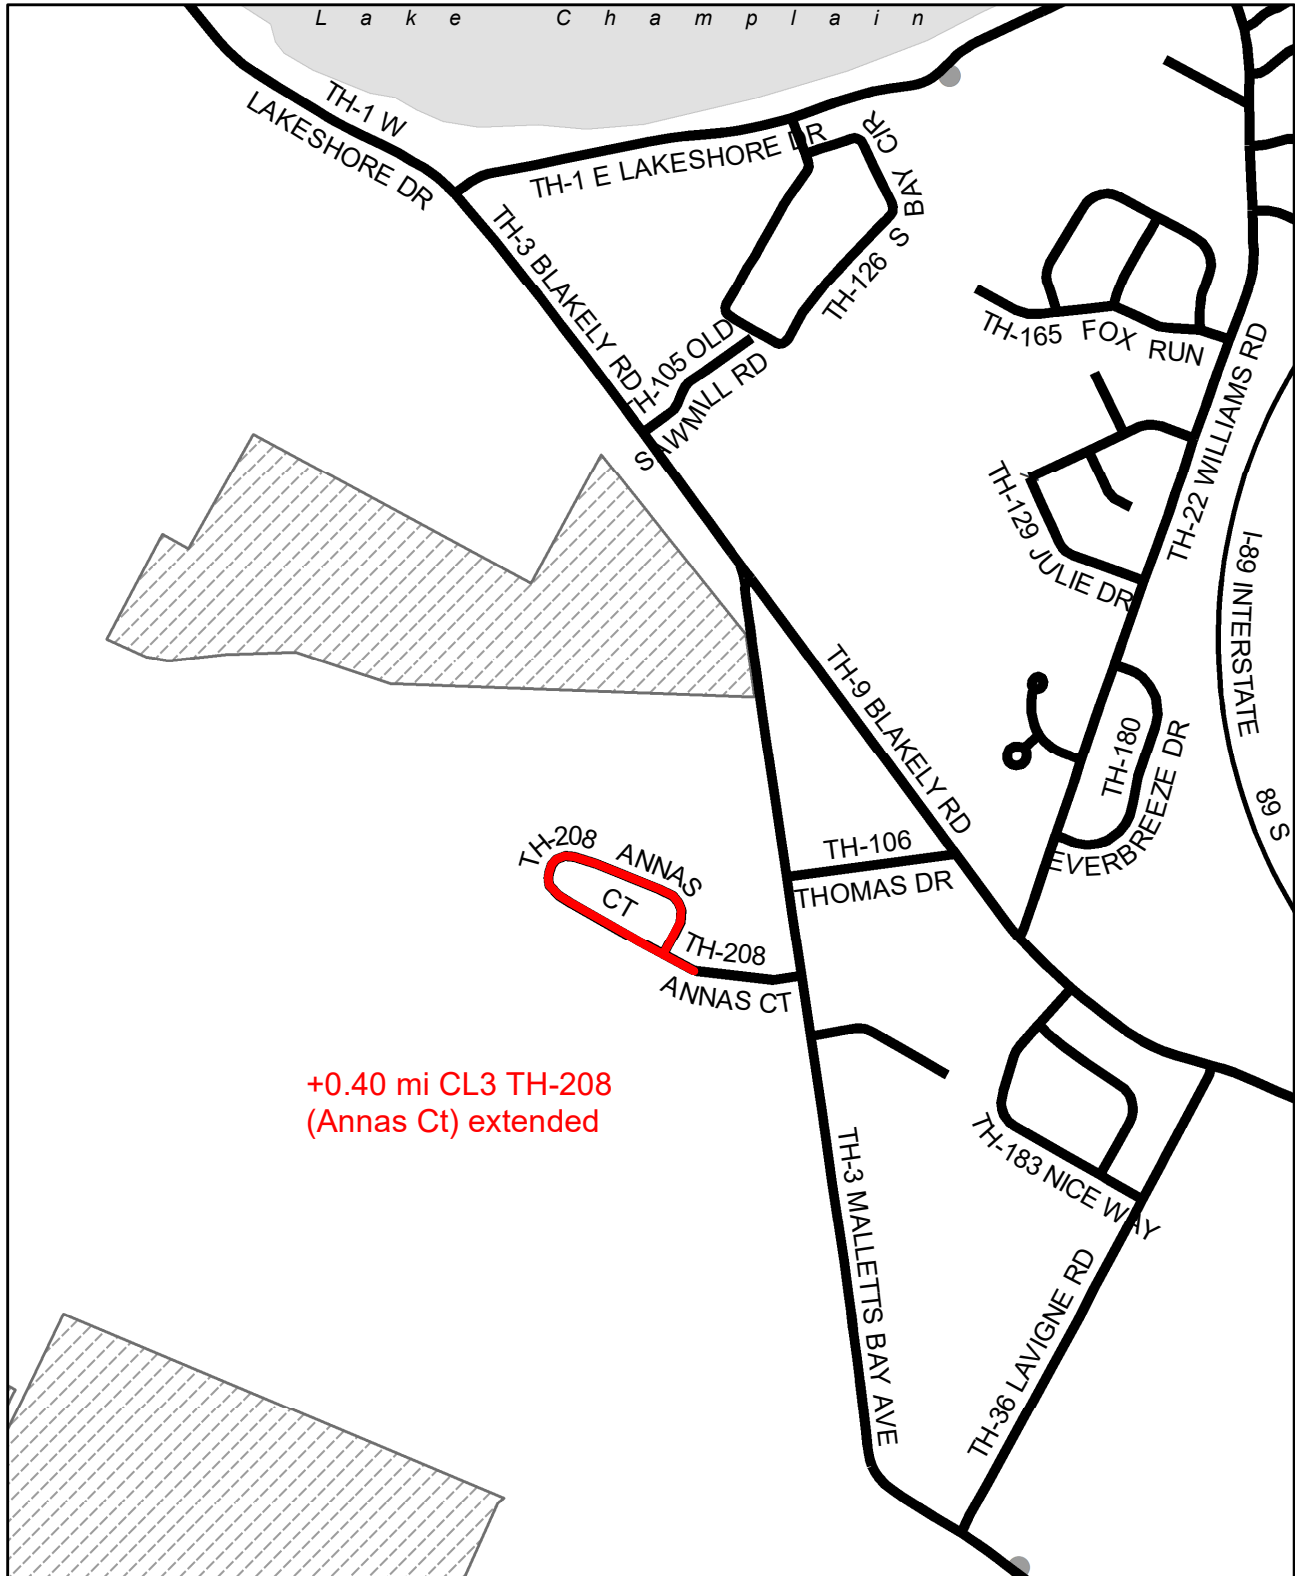 Lake Champlain
TH-1 W
LAKESHORE DR
TH-1 E LAKESHORE DR
TH-126 S BAY CIR
TH-3 BLAKELY RD
TH-105 OLD
SAWMILL RD
TH-165 FOX RUN
TH-22 WILLIAMS RD
TH-129 JULIE DR
I-89 INTERSTATE
89 S
TH-9 BLAKELY RD
TH-180
EVERBREEZE DR
TH-106
THOMAS DR
TH-208 ANNAS
CT
TH-208
ANNAS CT
+0.40 mi CL3 TH-208
(Annas Ct) extended
TH-183 NICE WAY
TH-3 MALLETTS BAY AVE
TH-36 LAVIGNE RD